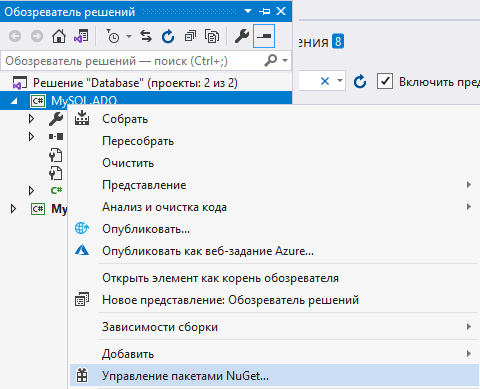 Обозреватель решений
ения 8
Обозреватель решений — поиск (Ctrl+;)
Включить пред
Решение "Database" (проекты: 2 из 2)
C# MySQLADO
Собрать
Пересобрать
Очистить
Представление
Анализ и очистка кода
C#
C# My
Опубликовать...
Опубликовать как веб-задание Azure...
Открыть элемент как корень обозревателя
Новое представление: Обозреватель решений
Зависимости сборки
Добавить
Управление пакетами NuGet...